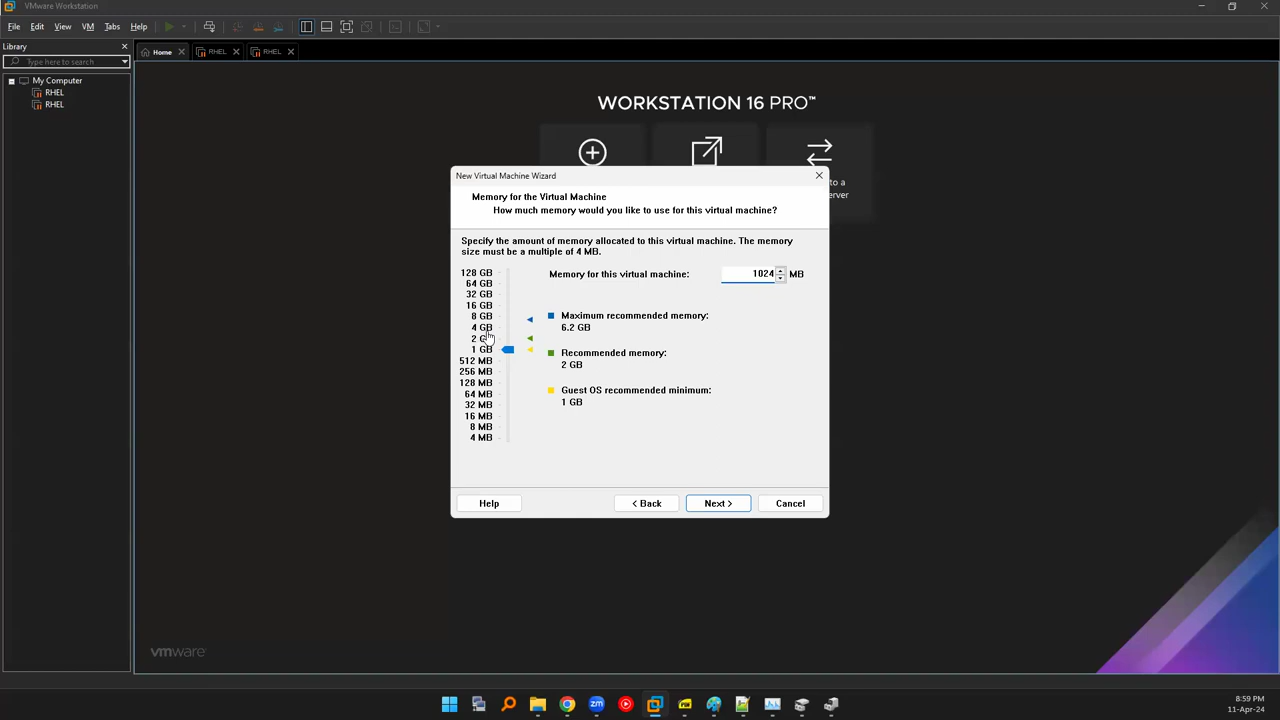 VMware Workstation
File Edit View VM Tabs Help
Library
Type here to search
My Computer
RHEL
RHEL
Home
RHEL
RHEL
WORKSTATION 16 PRO™
to a
erver
New Virtual Machine Wizard
Memory for the Virtual Machine
How much memory would you like to use for this virtual machine?
Specify the amount of memory allocated to this virtual machine. The memory
size must be a multiple of 4 MB.
128 GB
64 GB
32 GB
16 GB
8 GB
4 GB
2 GB
1 GB
512 MB
256 MB
128 MB
64 MB
32 MB
16 MB
8 MB
4 MB
Memory for this virtual machine: 1024 MB
Maximum recommended memory:
6.2 GB
Recommended memory:
2 GB
Guest OS recommended minimum:
1 GB
Help
< Back
Next >
Cancel
vmware
zm
8:59 PM
11-Apr-24